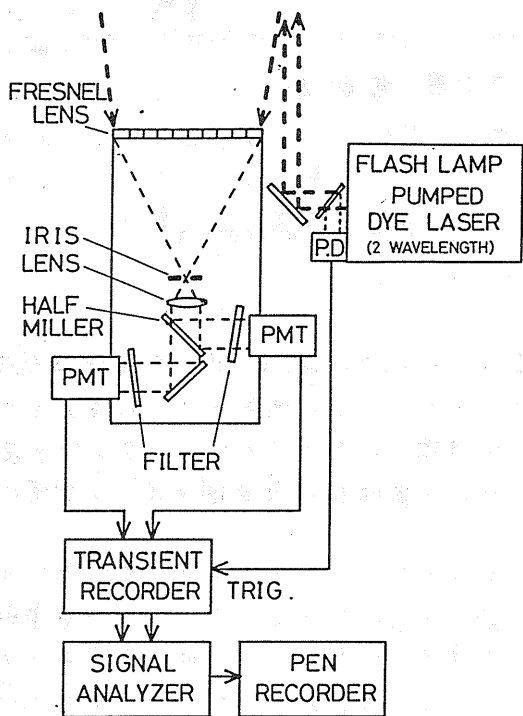 FRESNEL
LENS
FLASH LAMP
PUMPED
DYE LASER
(2 WAVELENGTH)
P.D
IRIS
LENS
HALF
MILLER
PMT
PMT
FILTER
TRANSIENT
RECORDER
TRIG.
SIGNAL
ANALYZER
PEN
RECORDER